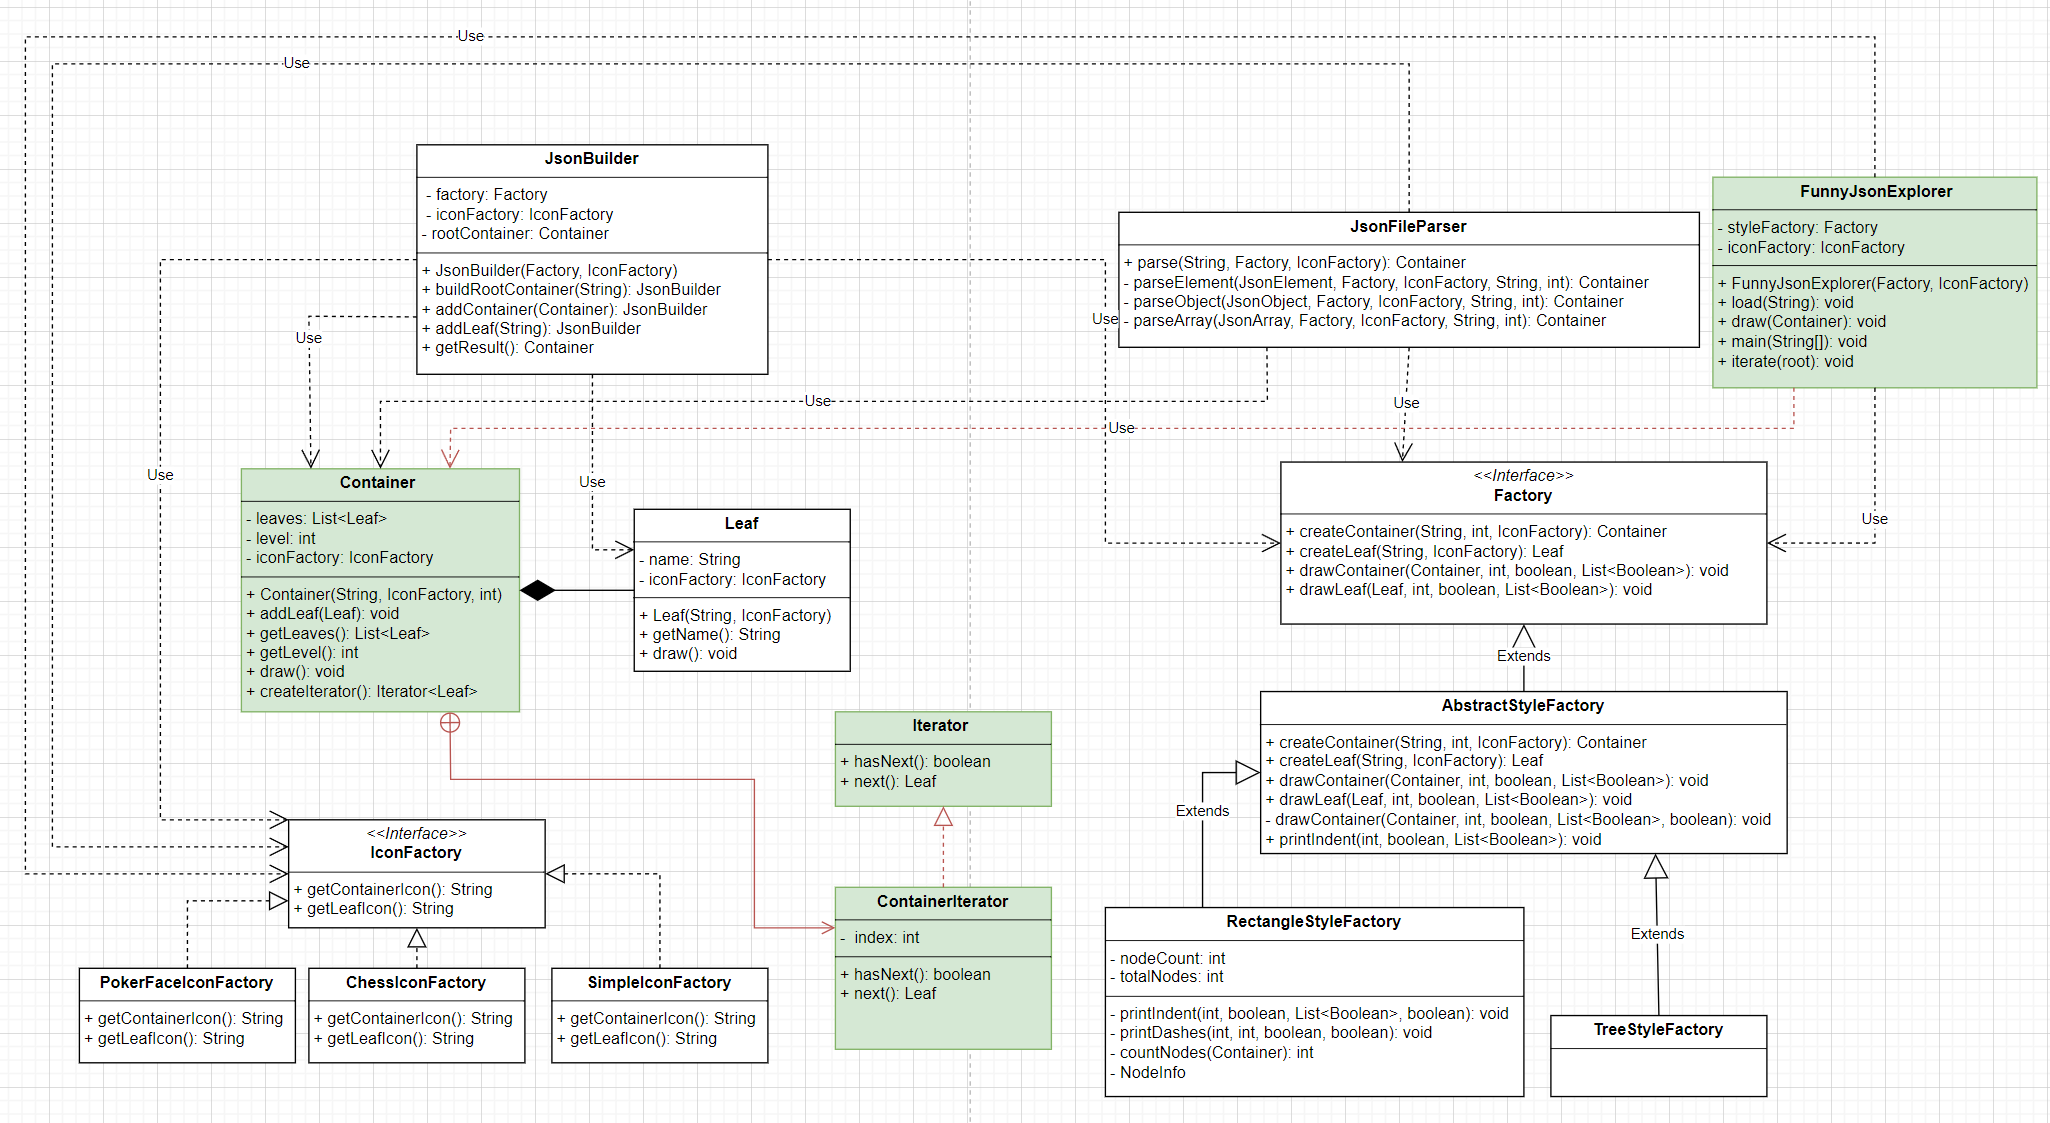 Use
Use
JsonBuilder
- factory: Factory
- iconFactory: IconFactory
- rootContainer: Container
+ JsonBuilder(Factory, IconFactory)
+ buildRootContainer(String): JsonBuilder
+ addContainer(Container): JsonBuilder
+ addLeaf(String): JsonBuilder
+ getResult(): Container
JsonFileParser
+ parse(String, Factory, IconFactory): Container
- parseElement(JsonElement, Factory, IconFactory, String, int): Container
- parseObject(JsonObject, Factory, IconFactory, String, int): Container
- parseArray(JsonArray, Factory, IconFactory, String, int): Container
FunnyJsonExplorer
- styleFactory: Factory
- iconFactory: IconFactory
+ FunnyJsonExplorer(Factory, IconFactory)
+ load(String): void
+ draw(Container): void
+ main(String[]): void
+ iterate(root): void
Use
Use
Use
Use
Use
Use
Use
Use
Container
- leaves: List<Leaf>
- level: int
- iconFactory: IconFactory
+ Container(String, IconFactory, int)
+ addLeaf(Leaf): void
+ getLeaves(): List<Leaf>
+ getLevel(): int
+ draw(): void
+ createIterator(): Iterator<Leaf>
Leaf
- name: String
- iconFactory: IconFactory
+ Leaf(String, IconFactory)
+ getName(): String
+ draw(): void
<<Interface>>
Factory
+ createContainer(String, int, IconFactory): Container
+ createLeaf(String, IconFactory): Leaf
+ drawContainer(Container, int, boolean, List<Boolean>): void
+ drawLeaf(Leaf, int, boolean, List<Boolean>): void
Extends
AbstractStyleFactory
+ createContainer(String, int, IconFactory): Container
+ createLeaf(String, IconFactory): Leaf
+ drawContainer(Container, int, boolean, List<Boolean>): void
+ drawLeaf(Leaf, int, boolean, List<Boolean>): void
- drawContainer(Container, int, boolean, List<Boolean>, boolean): void
+ printIndent(int, boolean, List<Boolean>): void
Iterator
+ hasNext(): boolean
+ next(): Leaf
Extends
Extends
<<Interface>>
IconFactory
+ getContainerIcon(): String
+ getLeafIcon(): String
ContainerIterator
- index: int
+ hasNext(): boolean
+ next(): Leaf
RectangleStyleFactory
- nodeCount: int
- totalNodes: int
- printIndent(int, boolean, List<Boolean>, boolean): void
- printDashes(int, int, boolean, boolean): void
- countNodes(Container): int
- NodeInfo
TreeStyleFactory
PokerFaceIconFactory
+ getContainerIcon(): String
+ getLeafIcon(): String
ChessIconFactory
+ getContainerIcon(): String
+ getLeafIcon(): String
SimpleIconFactory
+ getContainerIcon(): String
+ getLeafIcon(): String